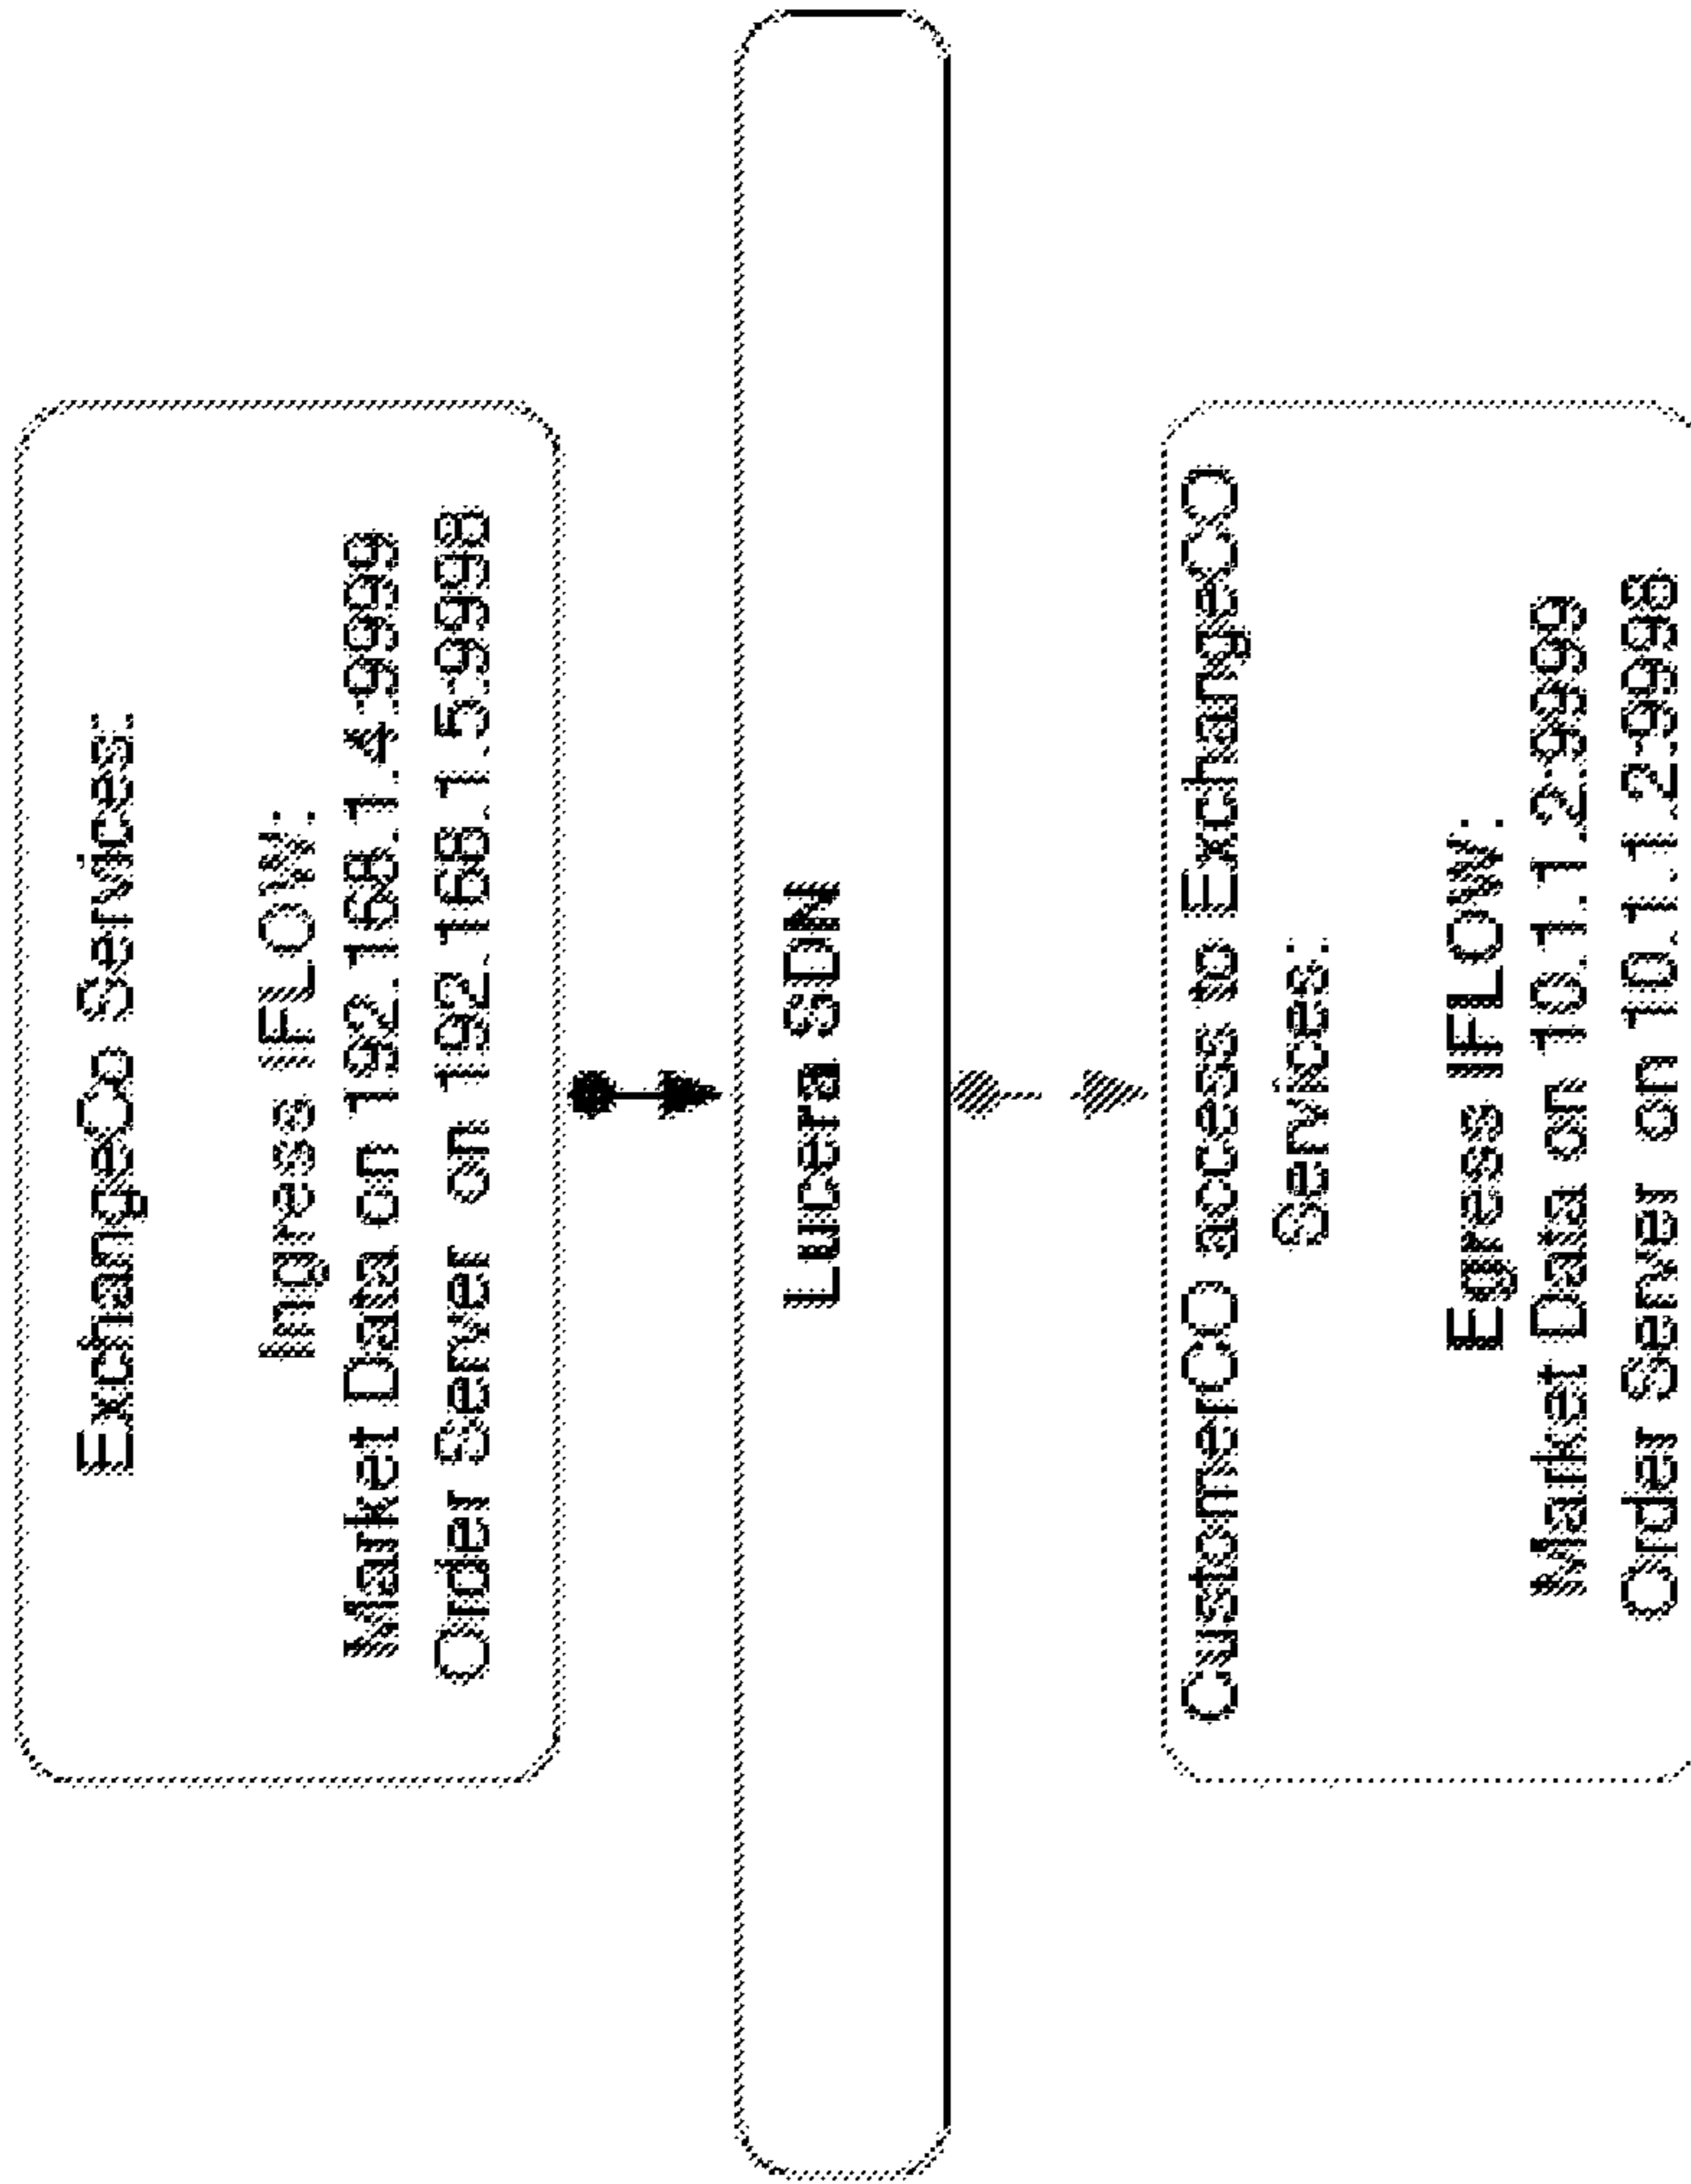 ExchangeCo Services:
Ingress IFLOW:
Market Data on 192.168.1.4:9999
Order Server on 192.168.1.5:9998
Lucera SDN
CustomerCO access to ExchangeCO
Services:
Egress IFLOW:
Market Data on 10.1.1.2:9999
Order Server on 10.1.1.2:9998